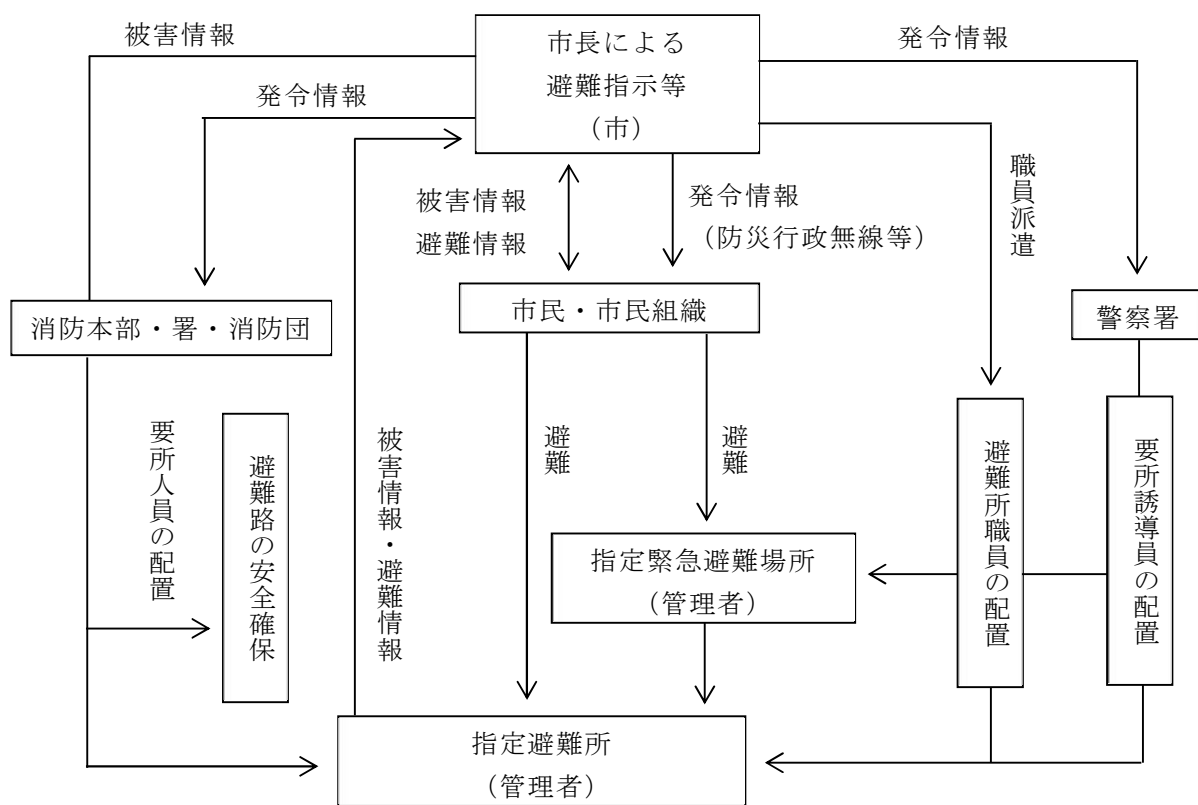 被害情報
市長による
避難指示等
（市）
発令情報
発令情報
職員派遣
被害情報
避難情報
発令情報
（防災行政無線等）
消防本部・署・消防団
市民・市民組織
警察署
要所人員の配置
避難路の安全確保
被害情報・避難情報
避難
避難
避難所職員の配置
要所誘導員の配置
指定緊急避難場所
（管理者）
指定避難所
（管理者）